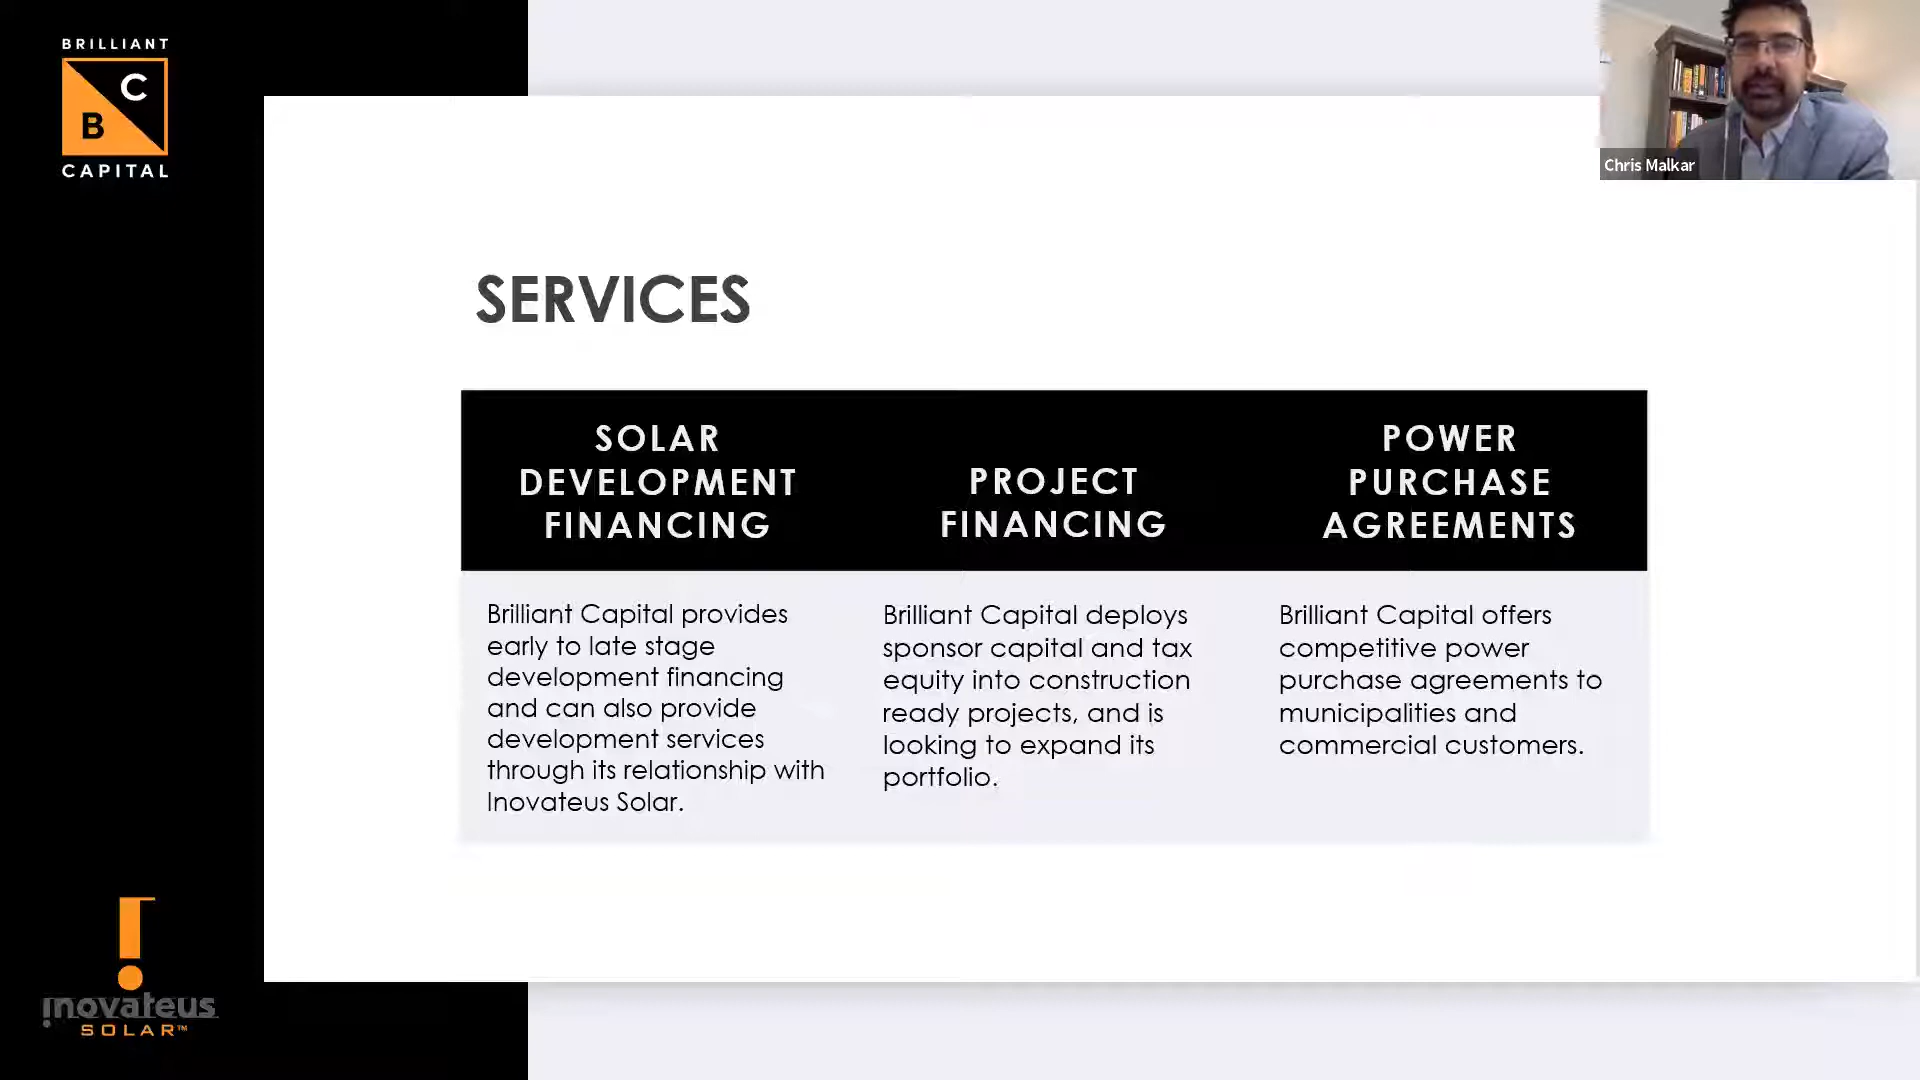 BRILLIANT
C
B
CAPITAL
Chris Malkar
SERVICES
SOLAR
DEVELOPMENT
FINANCING
PROJECT
FINANCING
POWER
PURCHASE
AGREEMENTS
Brilliant Capital provides
early to late stage
development financing
and can also provide
development services
through its relationship with
Inovateus Solar.
Brilliant Capital deploys
sponsor capital and tax
equity into construction
ready projects, and is
looking to expand its
portfolio.
Brilliant Capital offers
competitive power
purchase agreements to
municipalities and
commercial customers.
inovateus
SOLAR™